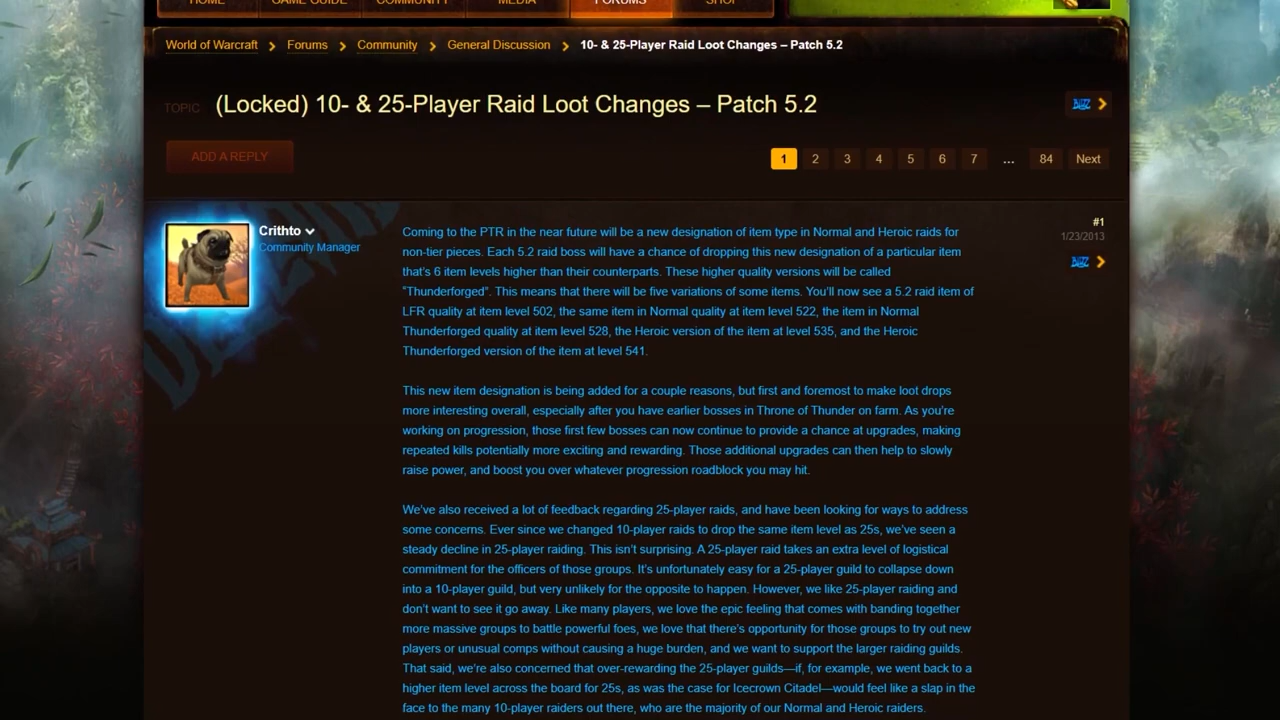 HOME GAME GUIDE COMMUNITY MEDIA FORUMS SHOP
World of Warcraft Forums Community General Discussion 10- & 25-Player Raid Loot Changes – Patch 5.2
TOPIC (Locked) 10- & 25-Player Raid Loot Changes – Patch 5.2
BLIZZ
ADD A REPLY
1 2 3 4 5 6 7 ... 84 Next
Crithto
Community Manager
#1
1/23/2013
BLIZZ
Coming to the PTR in the near future will be a new designation of item type in Normal and Heroic raids for
non-tier pieces. Each 5.2 raid boss will have a chance of dropping this new designation of a particular item
that’s 6 item levels higher than their counterparts. These higher quality versions will be called
"Thunderforged". This means that there will be five variations of some items. You’ll now see a 5.2 raid item of
LFR quality at item level 502, the same item in Normal quality at item level 522, the item in Normal
Thunderforged quality at item level 528, the Heroic version of the item at level 535, and the Heroic
Thunderforged version of the item at level 541.
This new item designation is being added for a couple reasons, but first and foremost to make loot drops
more interesting overall, especially after you have earlier bosses in Throne of Thunder on farm. As you’re
working on progression, those first few bosses can now continue to provide a chance at upgrades, making
repeated kills potentially more exciting and rewarding. Those additional upgrades can then help to slowly
raise power, and boost you over whatever progression roadblock you may hit.
We’ve also received a lot of feedback regarding 25-player raids, and have been looking for ways to address
some concerns. Ever since we changed 10-player raids to drop the same item level as 25s, we’ve seen a
steady decline in 25-player raiding. This isn’t surprising. A 25-player raid takes an extra level of logistical
commitment for the officers of those groups. It’s unfortunately easy for a 25-player guild to collapse down
into a 10-player guild, but very unlikely for the opposite to happen. However, we like 25-player raiding and
don’t want to see it go away. Like many players, we love the epic feeling that comes with banding together
more massive groups to battle powerful foes, we love that there’s opportunity for those groups to try out new
players or unusual comps without causing a huge burden, and we want to support the larger raiding guilds.
That said, we’re also concerned that over-rewarding the 25-player guilds—if, for example, we went back to a
higher item level across the board for 25s, as was the case for Icecrown Citadel—would feel like a slap in the
face to the many 10-player raiders out there, who are the majority of our Normal and Heroic raiders.